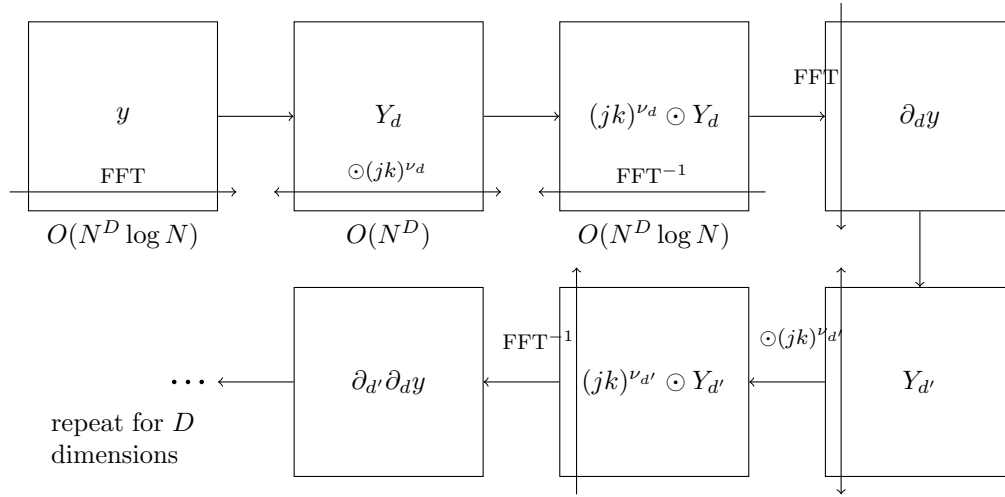 y
FFT
O(N^D log N)
Y_d
⊙(jk)^{ν_d}
O(N^D)
(jk)^{ν_d} ⊙ Y_d
FFT^{-1}
O(N^D log N)
FFT
∂_d y
Y_{d'}
⊙(jk)^{ν_{d'}}
(jk)^{ν_{d'}} ⊙ Y_{d'}
FFT^{-1}
∂_{d'}∂_d y
...
repeat for D
dimensions